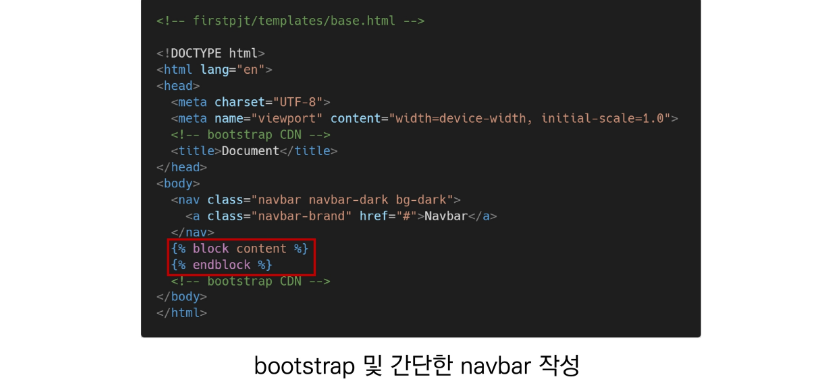 <!-- firstpjt/templates/base.html -->
<!DOCTYPE html>
<html lang="en">
<head>
<meta charset="UTF-8">
<meta name="viewport" content="width=device-width, initial-scale=1.0">
<!-- bootstrap CDN -->
<title>Document</title>
</head>
<body>
<nav class="navbar navbar-dark bg-dark">
<a class="navbar-brand" href="#">Navbar</a>
</nav>
{% block content %}
{% endblock %}
<!-- bootstrap CDN -->
</body>
</html>
bootstrap 및 간단한 navbar 작성